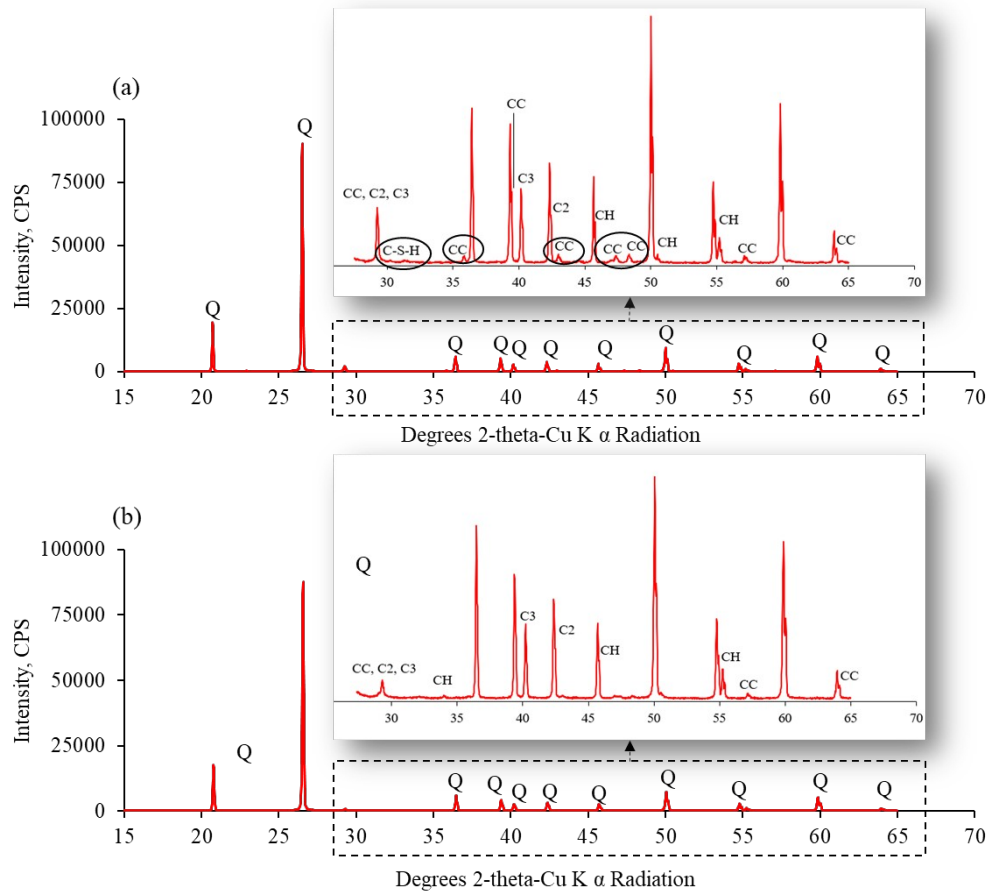 (a)
Intensity, CPS
100000
75000
50000
25000
0
Q
Q
CC, C2, C3
C-S-H
CC
CC
C3
C2
CC
CH
CC
CC
CH
CH
CC
CC
30 35 40 45 50 55 60 65 70
Q Q Q Q Q Q Q Q Q
15 20 25 30 35 40 45 50 55 60 65 70
Degrees 2-theta-Cu K α Radiation
(b)
Intensity, CPS
100000
75000
50000
25000
0
Q
Q
CC, C2, C3
CH
C3
C2
CH
CH
CC
CC
30 35 40 45 50 55 60 65 70
Q Q Q Q Q Q Q Q Q
15 20 25 30 35 40 45 50 55 60 65 70
Degrees 2-theta-Cu K α Radiation